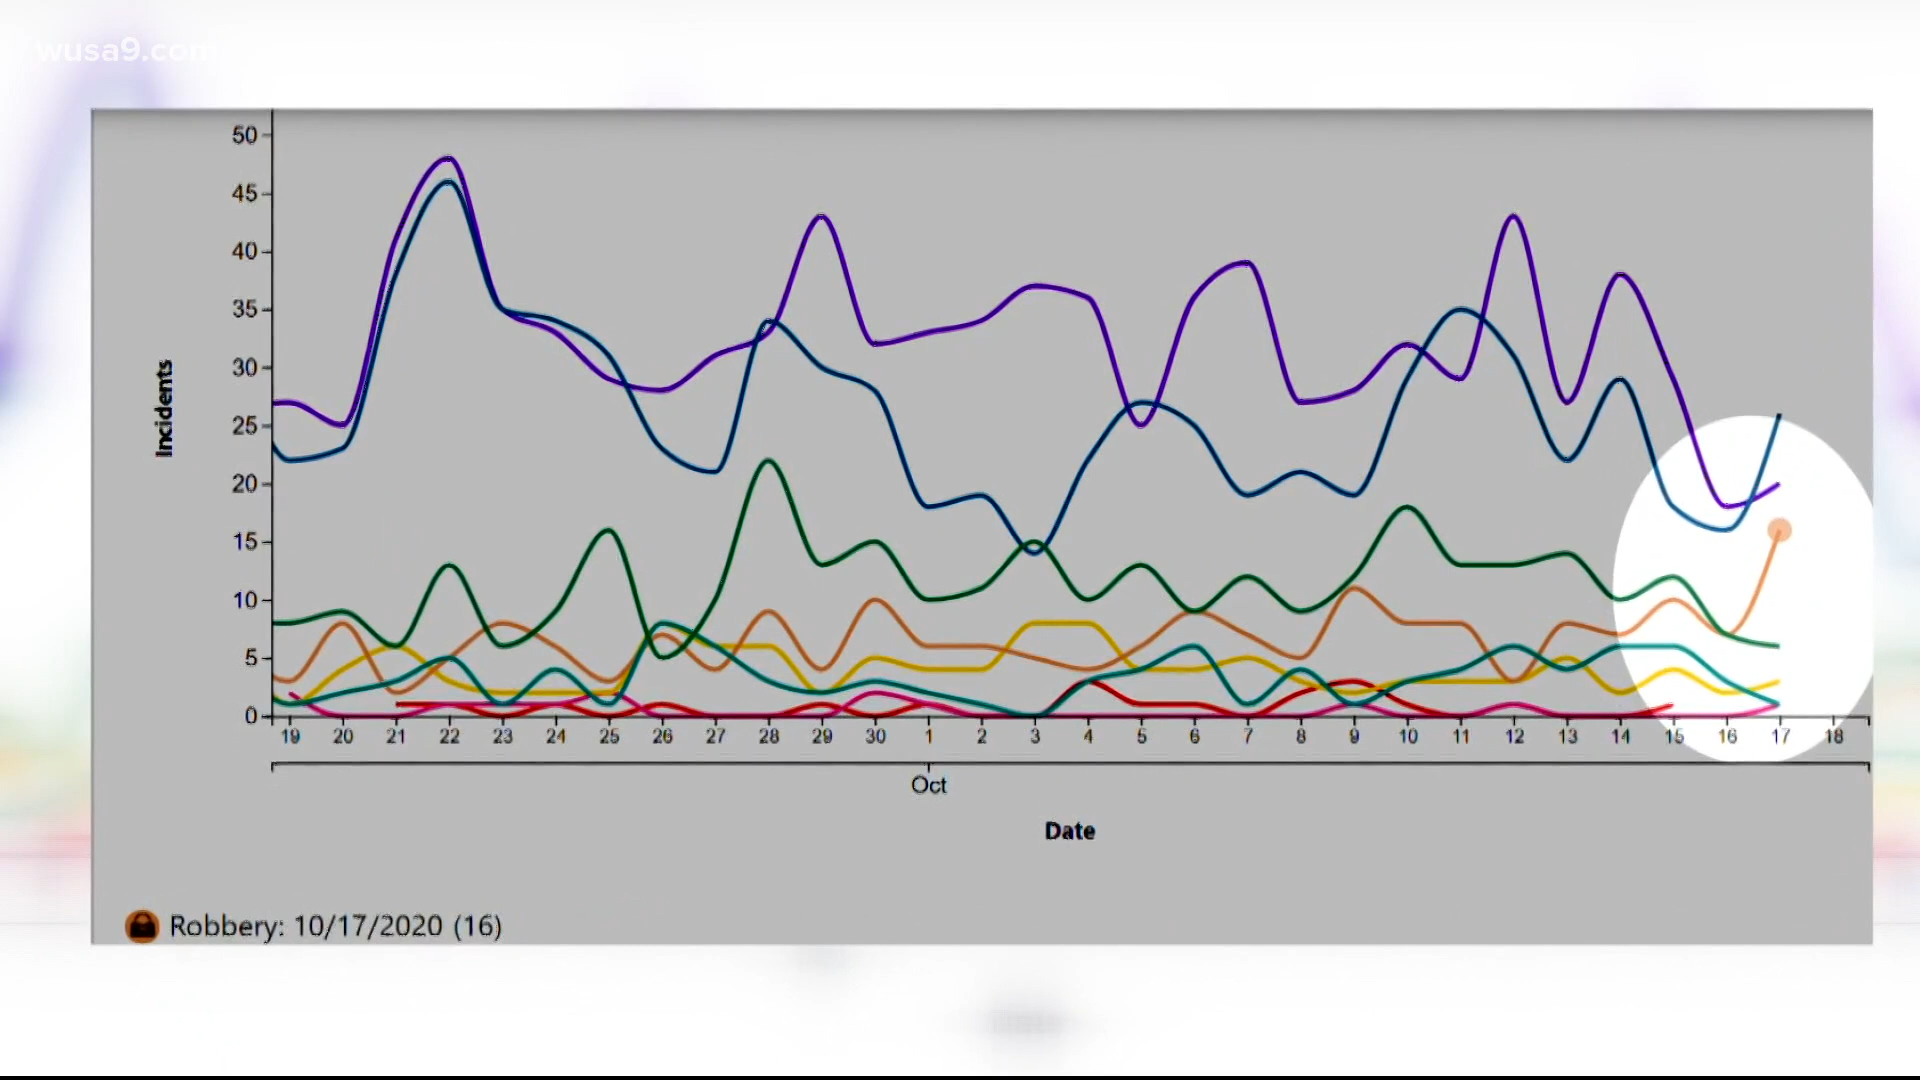 wusa9.com
50
45
40
35
30
25
20
15
10
5
0
Incidents
19 20 21 22 23 24 25 26 27 28 29 30 1 2 3 4 5 6 7 8 9 10 11 12 13 14 15 16 17 18
Oct
Date
Robbery: 10/17/2020 (16)